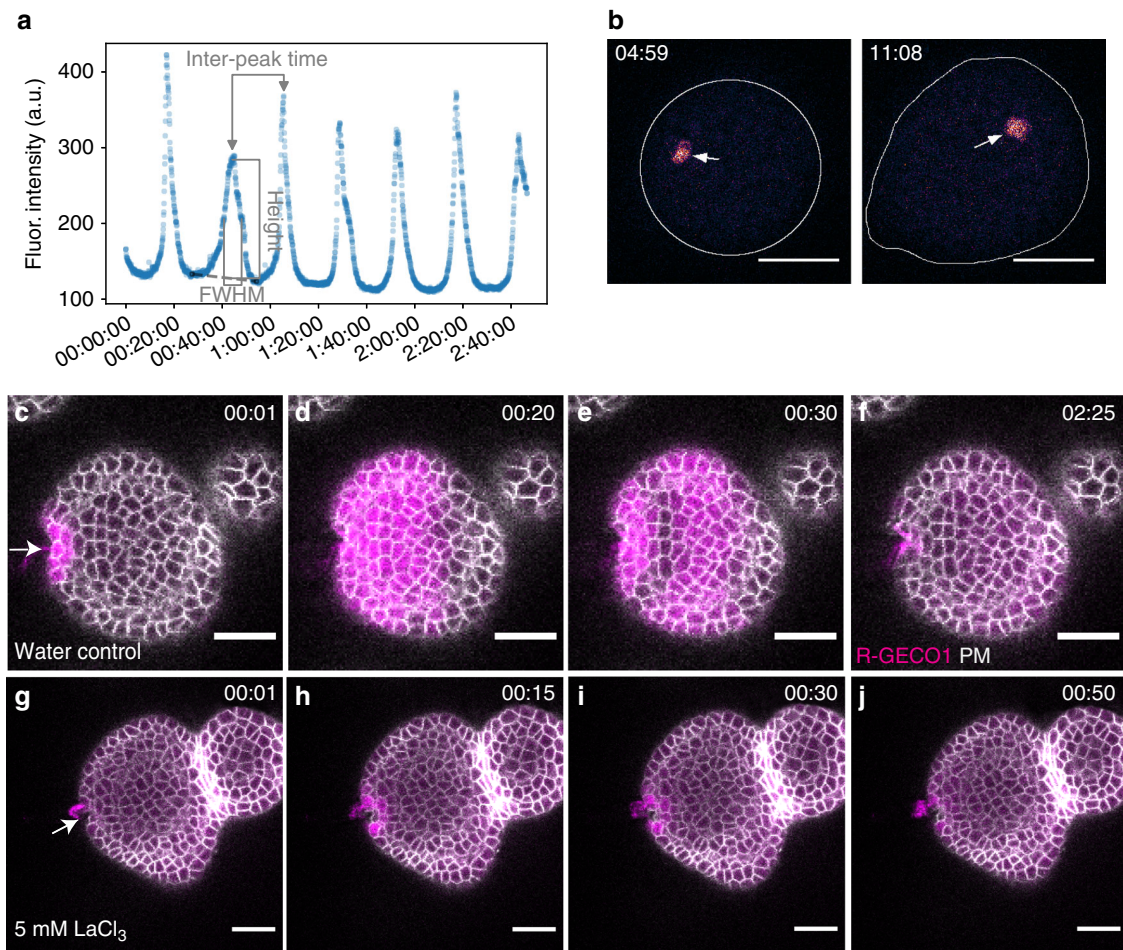 a
Inter-peak time
Height
FWHM
Fluor. intensity (a.u.)
400
300
200
100
00:00:00
00:20:00
00:40:00
1:00:00
1:20:00
1:40:00
2:00:00
2:20:00
2:40:00
b
04:59
11:08
c
00:01
Water control
d
00:20
e
00:30
f
02:25
R-GECO1 PM
g
00:01
5 mM LaCl₃
h
00:15
i
00:30
j
00:50